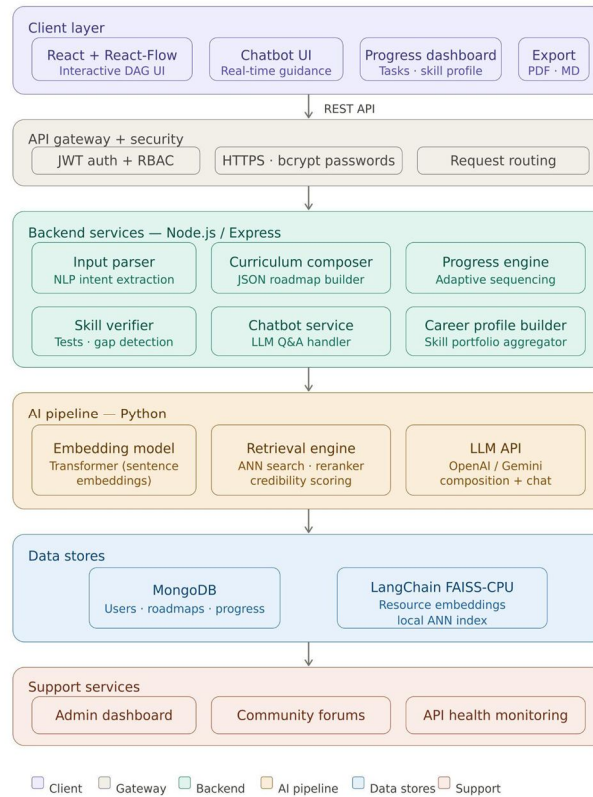 Client layer
React + React-Flow
Interactive DAG UI
Chatbot UI
Real-time guidance
Progress dashboard
Tasks · skill profile
Export
PDF · MD
REST API
API gateway + security
JWT auth + RBAC
HTTPS · bcrypt passwords
Request routing
Backend services — Node.js / Express
Input parser
NLP intent extraction
Curriculum composer
JSON roadmap builder
Progress engine
Adaptive sequencing
Skill verifier
Tests · gap detection
Chatbot service
LLM Q&A handler
Career profile builder
Skill portfolio aggregator
AI pipeline — Python
Embedding model
Transformer (sentence
embeddings)
Retrieval engine
ANN search · reranker
credibility scoring
LLM API
OpenAI / Gemini
composition + chat
Data stores
MongoDB
Users · roadmaps · progress
LangChain FAISS-CPU
Resource embeddings
local ANN index
Support services
Admin dashboard
Community forums
API health monitoring
Client
Gateway
Backend
AI pipeline
Data stores
Support